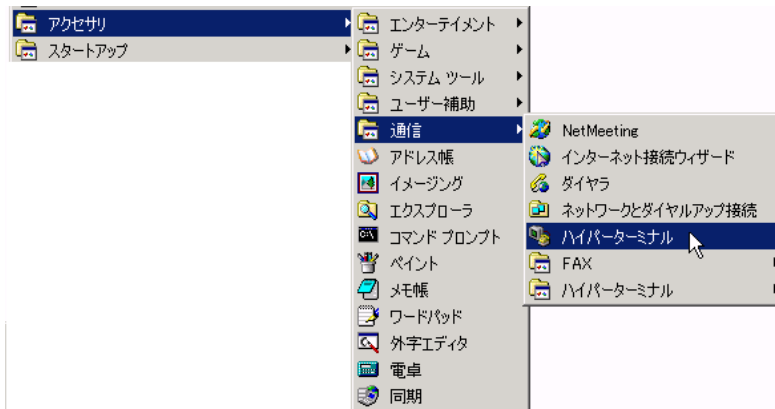 アクセサリ
スタートアップ
エンターテイメント
ゲーム
システム ツール
ユーザー補助
通信
アドレス帳
イメージング
エクスプローラ
コマンド プロンプト
ペイント
メモ帳
ワードパッド
外字エディタ
電卓
同期
NetMeeting
インターネット接続ウィザード
ダイヤラ
ネットワークとダイヤルアップ接続
ハイパーターミナル
FAX
ハイパーターミナル